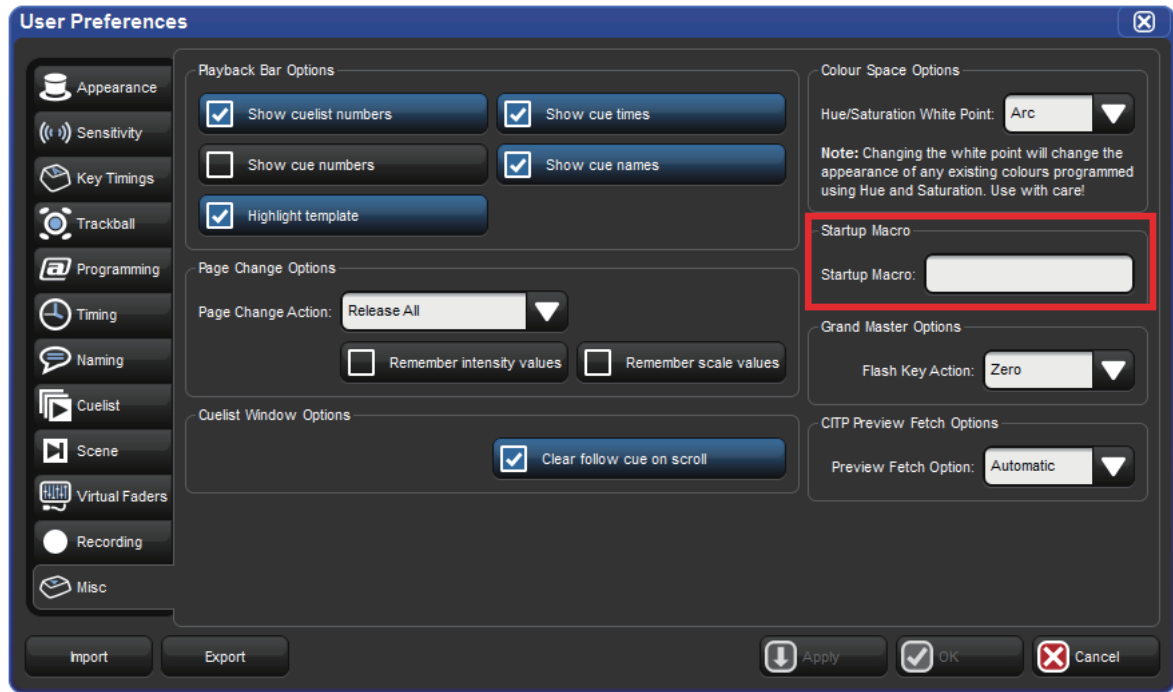 User Preferences
Appearance
Sensitivity
Key Timings
Trackball
Programming
Timing
Naming
Cuelist
Scene
Virtual Faders
Recording
Misc
Playback Bar Options
Show cuelist numbers
Show cue times
Show cue numbers
Show cue names
Highlight template
Page Change Options
Page Change Action: Release All
Remember intensity values
Remember scale values
Cuelist Window Options
Clear follow cue on scroll
Colour Space Options
Hue/Saturation White Point: Arc
Note: Changing the white point will change the
appearance of any existing colours programmed
using Hue and Saturation. Use with care!
Startup Macro
Startup Macro:
Grand Master Options
Flash Key Action: Zero
CITP Preview Fetch Options
Preview Fetch Option: Automatic
Import
Export
Apply
OK
Cancel